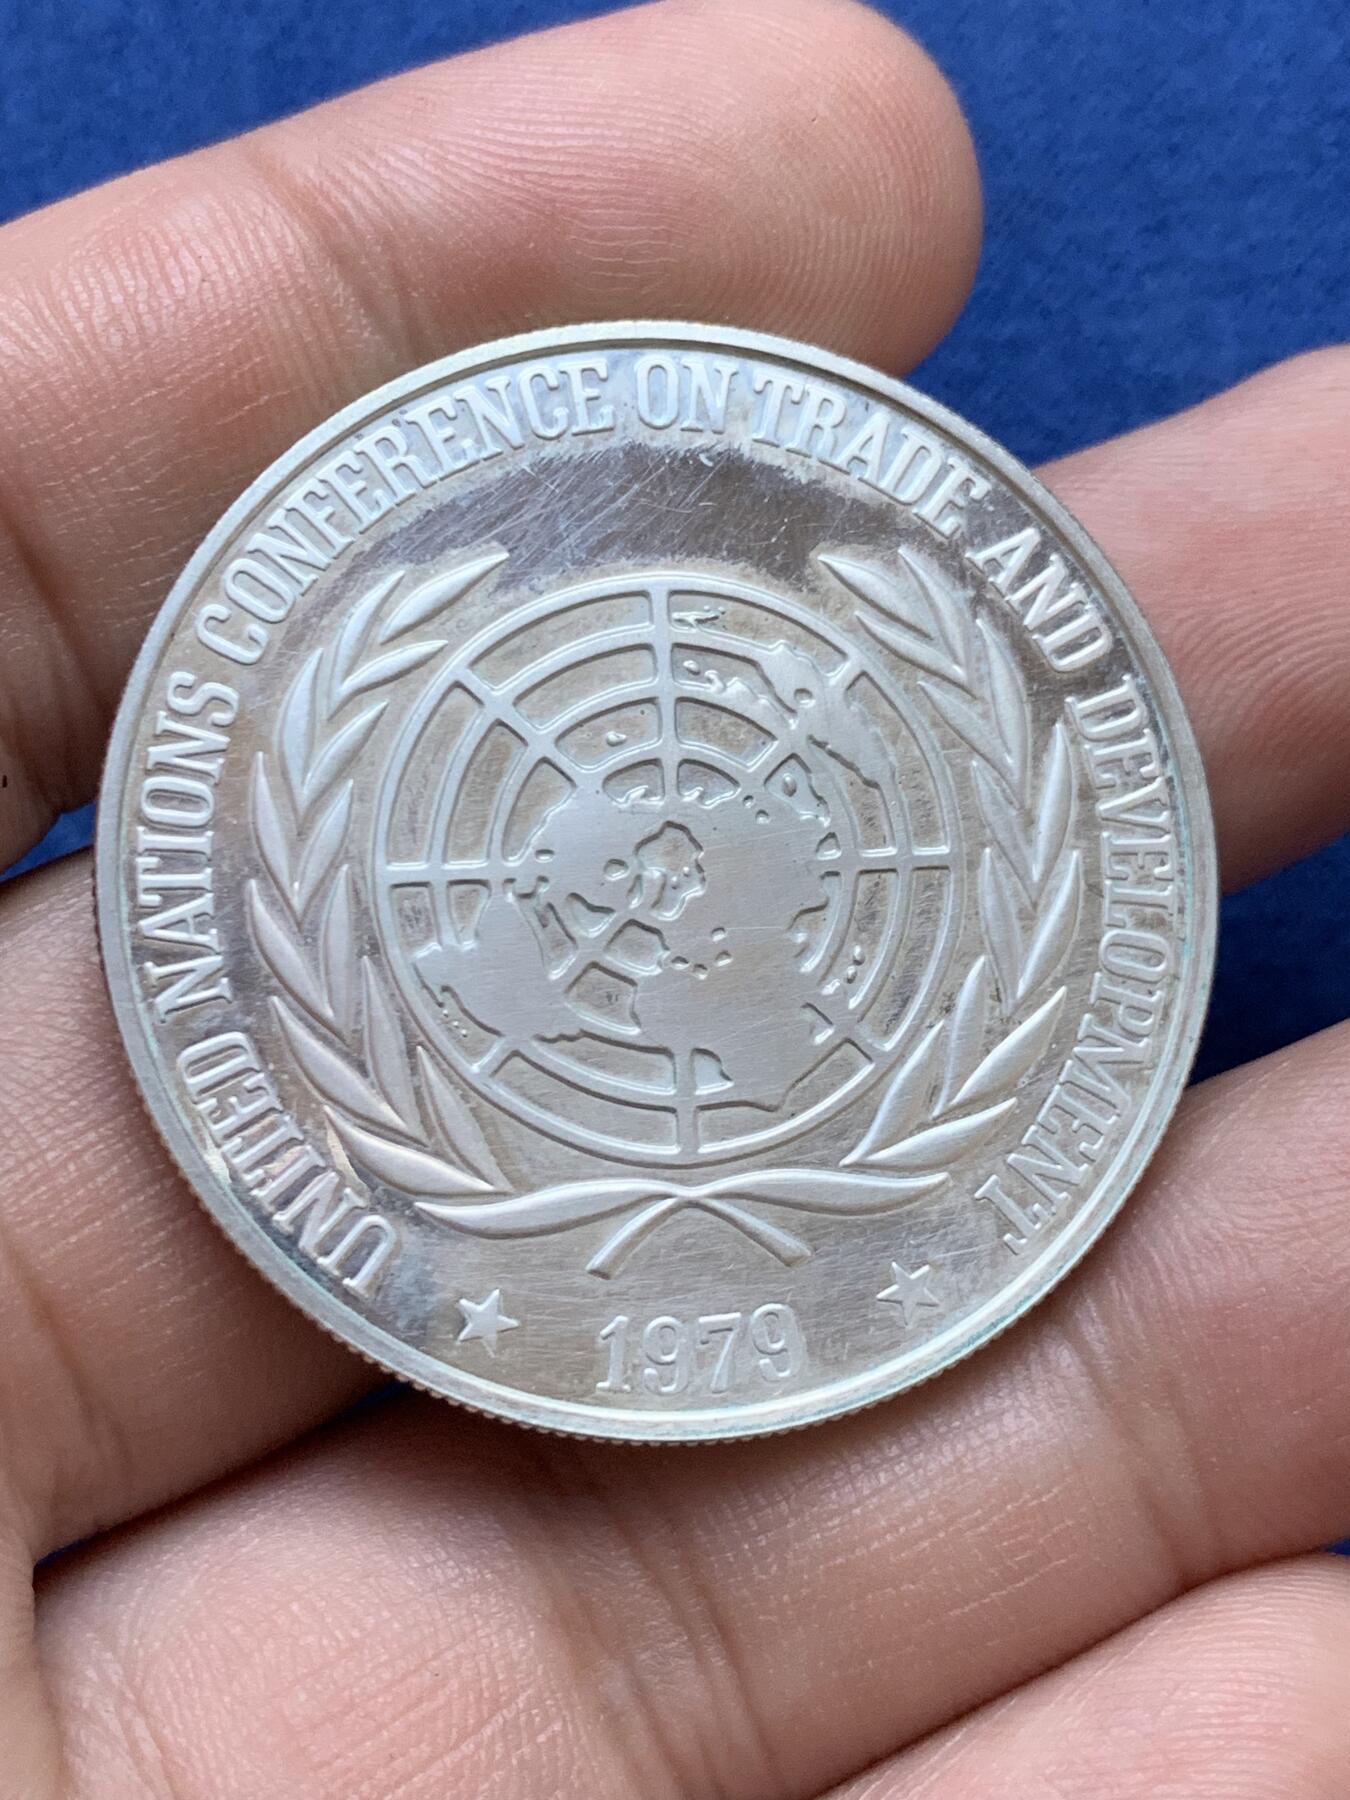 UNITED NATIONS CONFERENCE ON TRADE AND DEVELOPMENT
1979